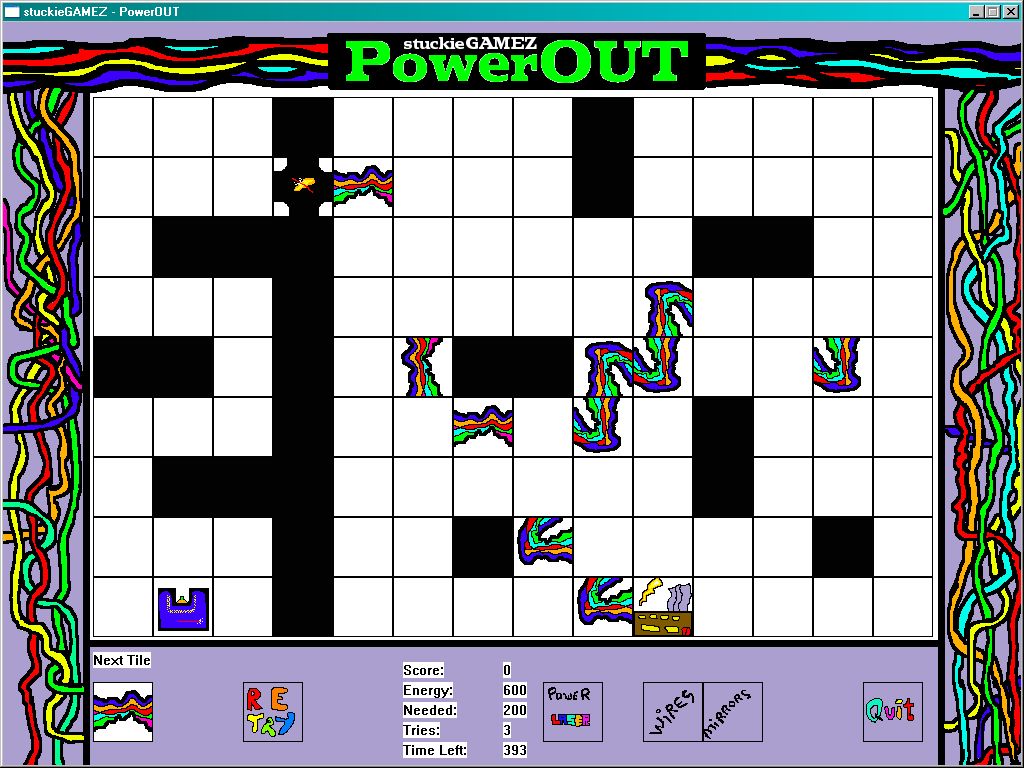 stuckieGAMEZ - PowerOUT
stuckieGAMEZ
PowerOUT
Next Tile
RETRY
Score: 0
Energy: 600
Needed: 200
Tries: 3
Time Left: 393
POWER
LASER
WIRES
MIRRORS
Quit